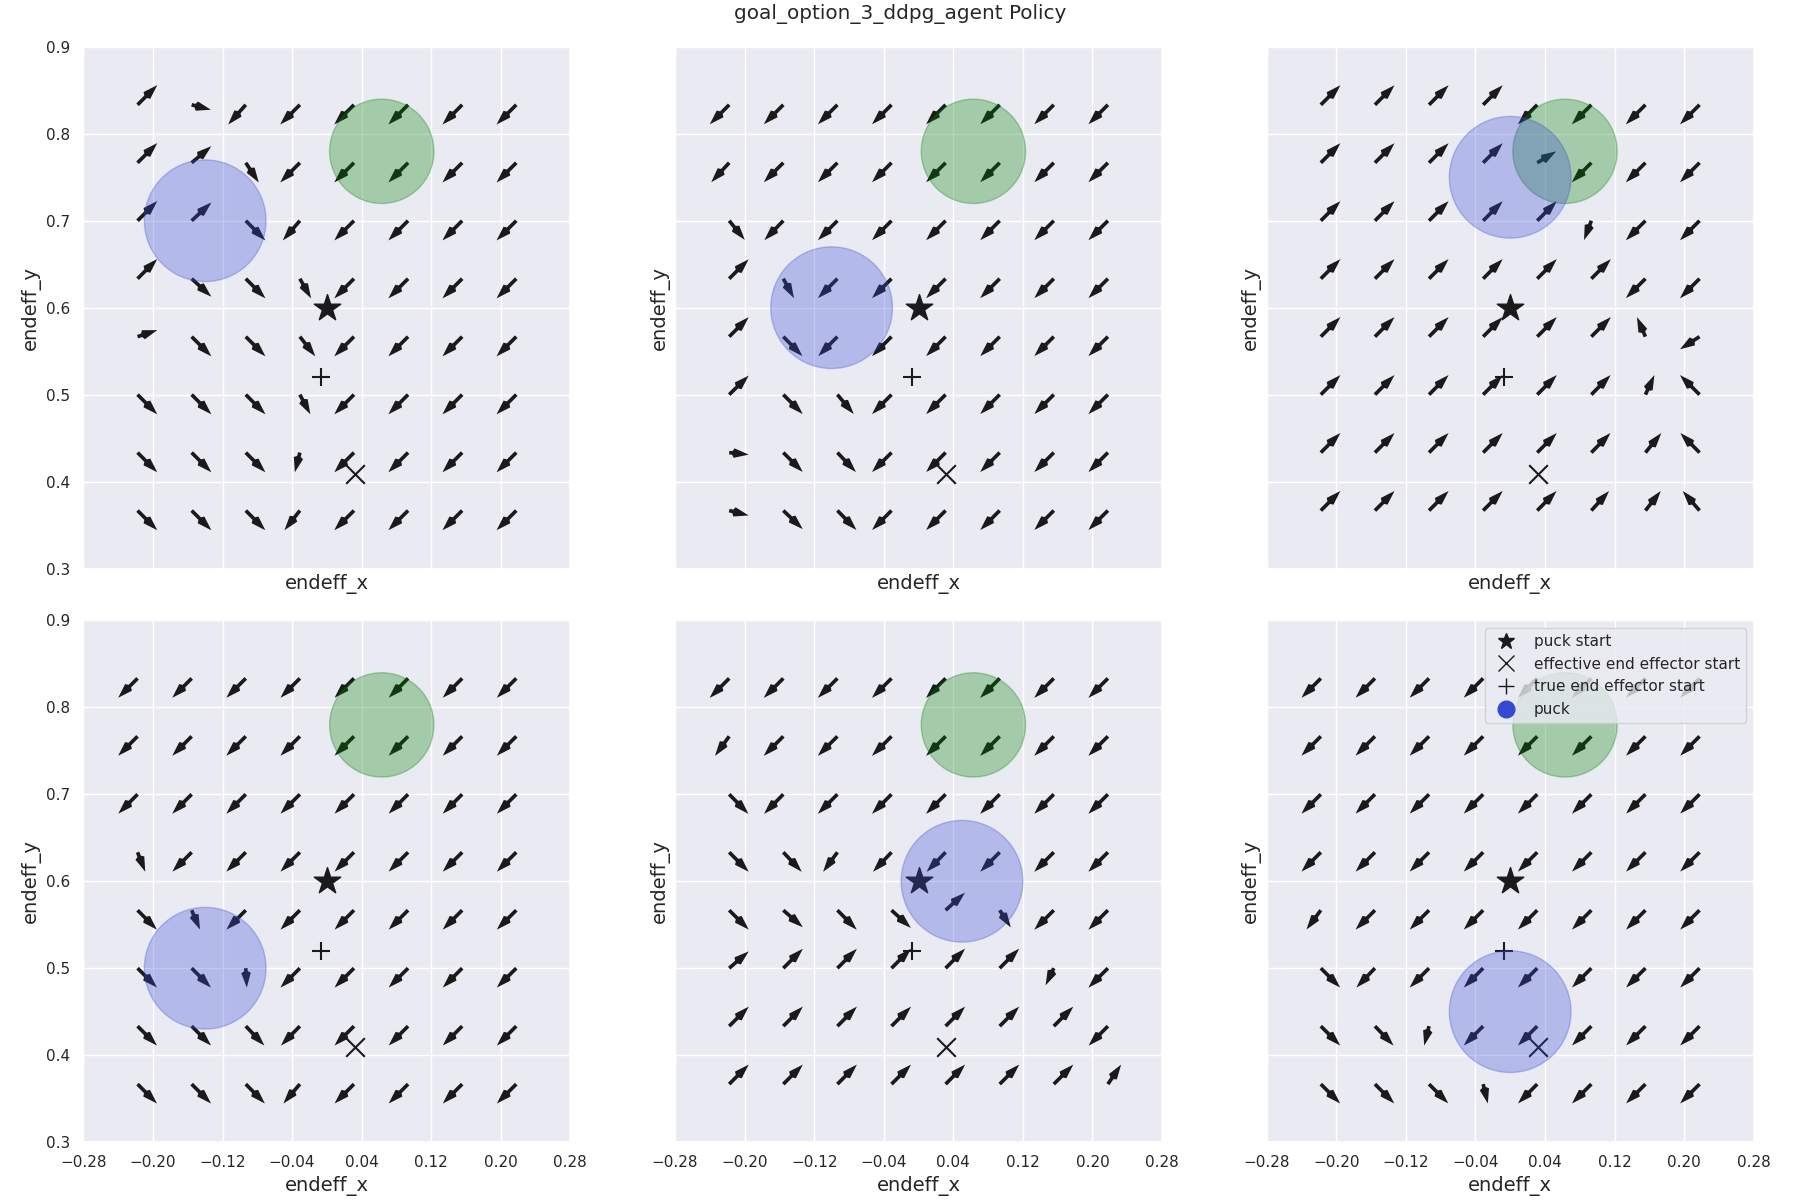 goal_option_3_ddpg_agent Policy
0.9
0.8
0.7
0.6
0.5
0.4
0.3
endeff_y
endeff_x
endeff_y
endeff_x
endeff_y
endeff_x
0.9
0.8
0.7
0.6
0.5
0.4
0.3
endeff_y
−0.28 −0.20 −0.12 −0.04 0.04 0.12 0.20 0.28
endeff_x
endeff_y
−0.28 −0.20 −0.12 −0.04 0.04 0.12 0.20 0.28
endeff_x
puck start
effective end effector start
true end effector start
puck
endeff_y
−0.28 −0.20 −0.12 −0.04 0.04 0.12 0.20 0.28
endeff_x